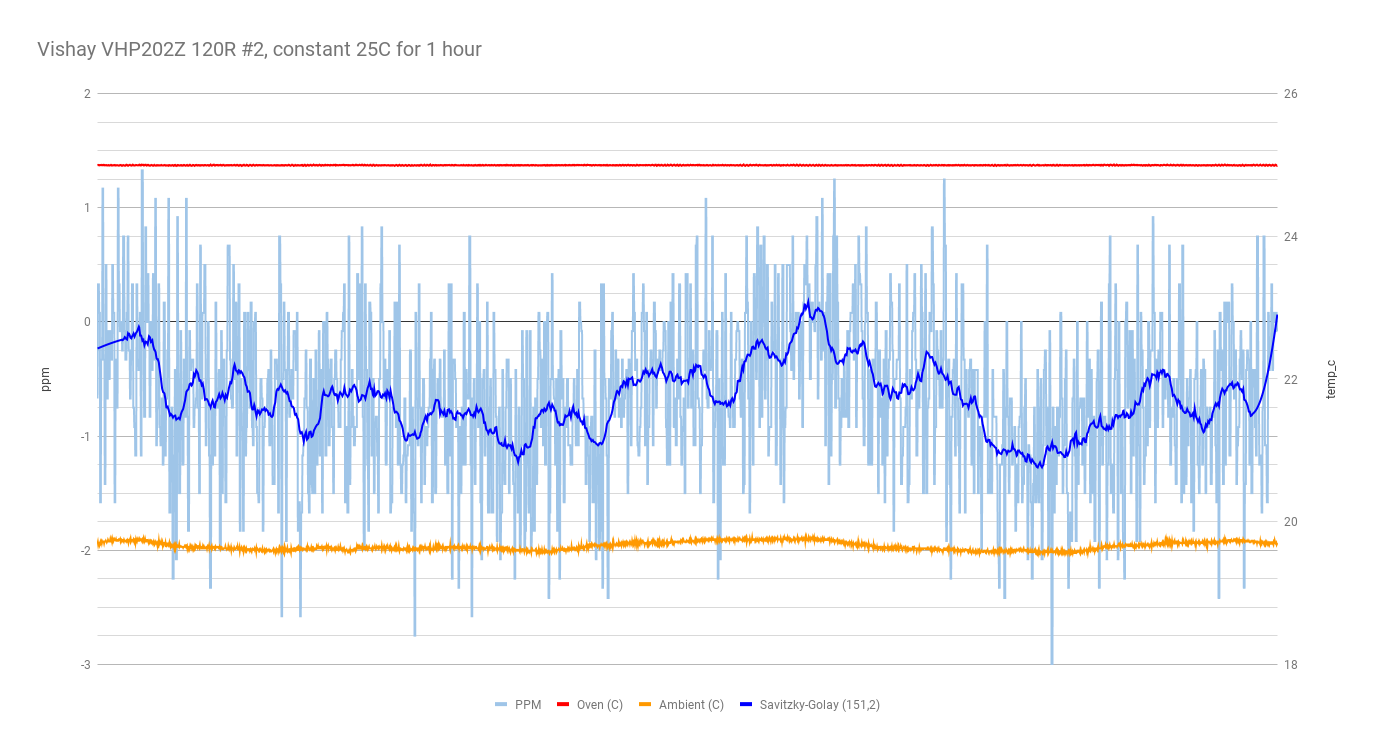 Vishay VHP202Z 120R #2, constant 25C for 1 hour
2
1
0
-1
-2
-3
ppm
26
24
22
20
18
temp_c
PPM
Oven (C)
Ambient (C)
Savitzky-Golay (151,2)